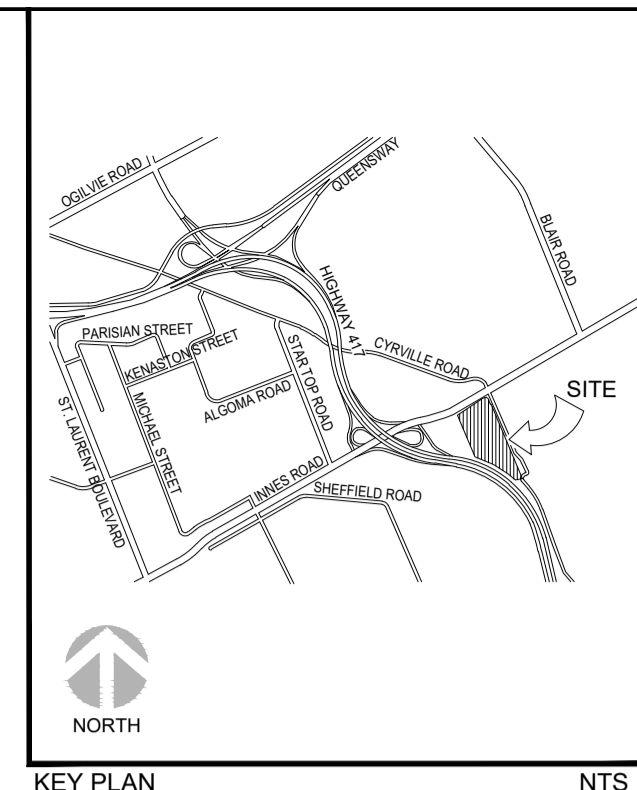 OGILVIE ROAD
QUEENSWAY
BLAIR ROAD
HIGHWAY 417
PARISIAN STREET
KENASTON STREET
CYRVILLE ROAD
STAR TOP ROAD
SITE
ALGOMA ROAD
MICHAEL STREET
ST. LAURENT BOULEVARD
INNES ROAD
SHEFFIELD ROAD
NORTH
KEY PLAN
NTS